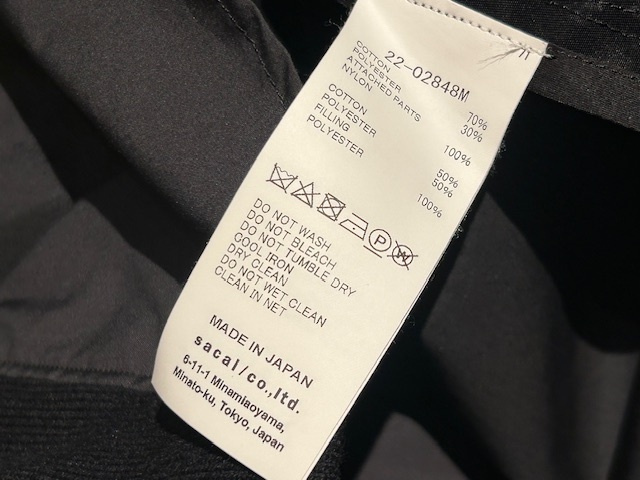 22-02848M
COTTON 70%
POLYESTER 30%
ATTACHED PARTS
NYLON 100%
COTTON 50%
POLYESTER 50%
FILLING
POLYESTER 100%
P
W
DO NOT WASH
DO NOT BLEACH
DO NOT TUMBLE DRY
COOL IRON
DRY CLEAN
DO NOT WET CLEAN
CLEAN IN NET
MADE IN JAPAN
sacai/co.,ltd.
6-11-1 Minamiaoyama,
Minato-ku, Tokyo, Japan